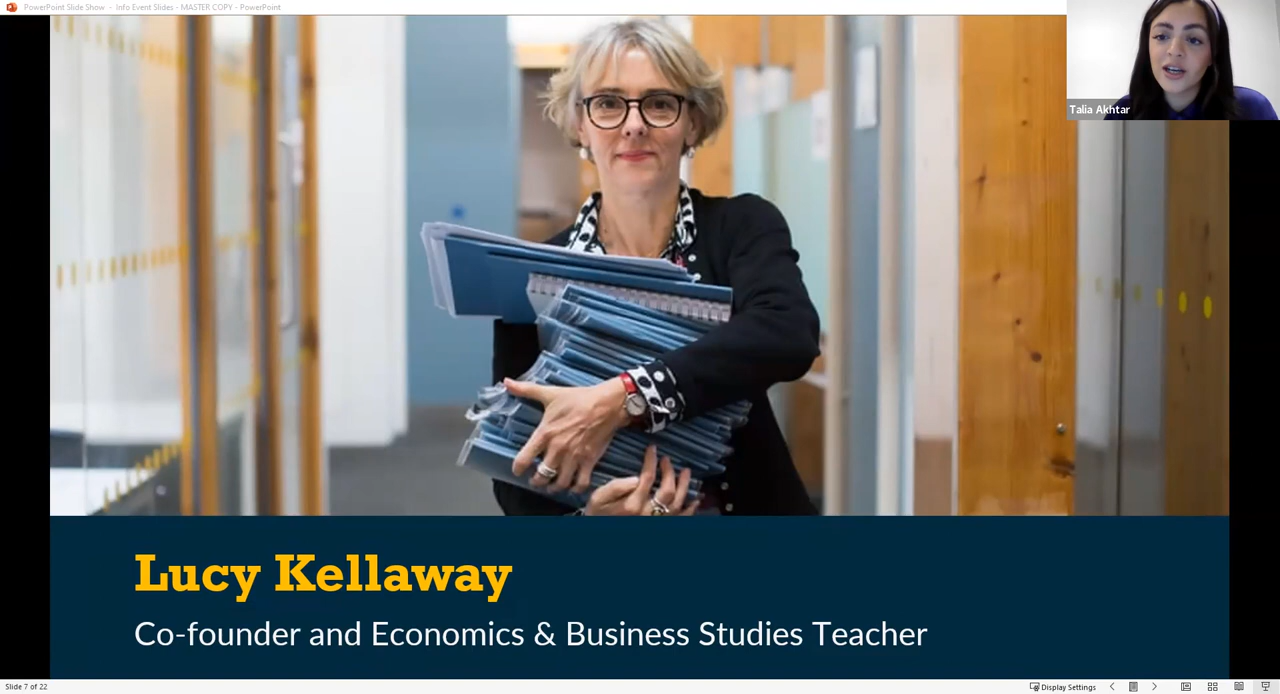 PowerPoint Slide Show - Info Event Slides - MASTER COPY - PowerPoint
Talia Akhtar
Lucy Kellaway
Co-founder and Economics & Business Studies Teacher
Slide 7 of 22
Display Settings